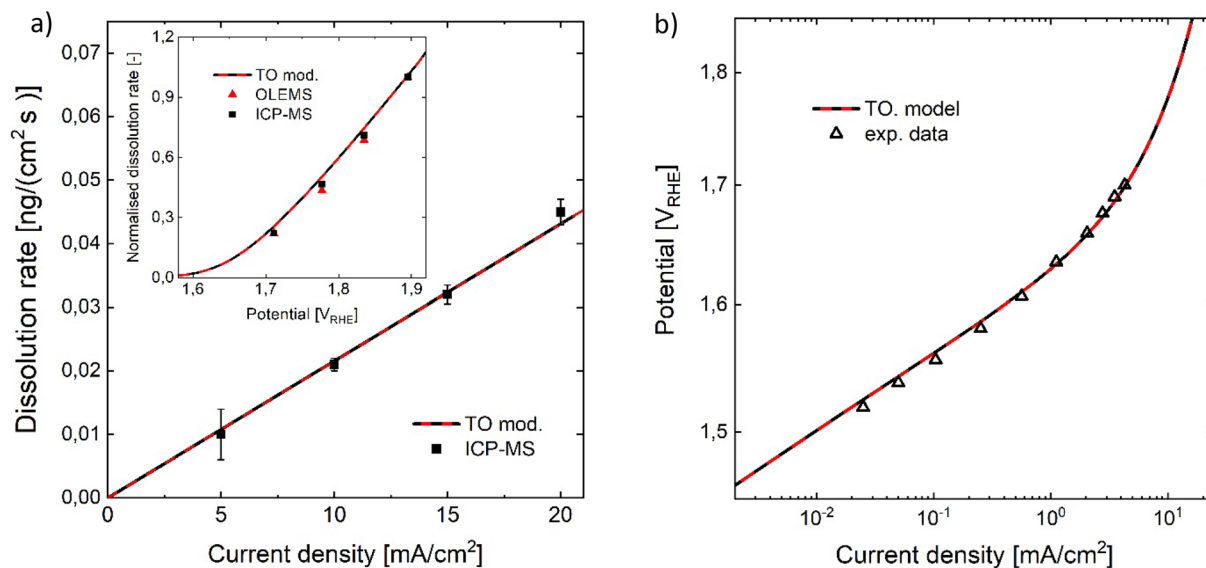 a)
Dissolution rate [ng/(cm² s )]
0,07
0,06
0,05
0,04
0,03
0,02
0,01
0,00
0
5
10
15
20
Current density [mA/cm²]
TO mod.
ICP-MS
Normalised dissolution rate [-]
1,2
0,9
0,6
0,3
0,0
1,6
1,7
1,8
1,9
Potential [V_RHE]
TO mod.
OLEMS
ICP-MS
b)
Potential [V_RHE]
1,8
1,7
1,6
1,5
10⁻²
10⁻¹
10⁰
10¹
Current density [mA/cm²]
TO. model
exp. data